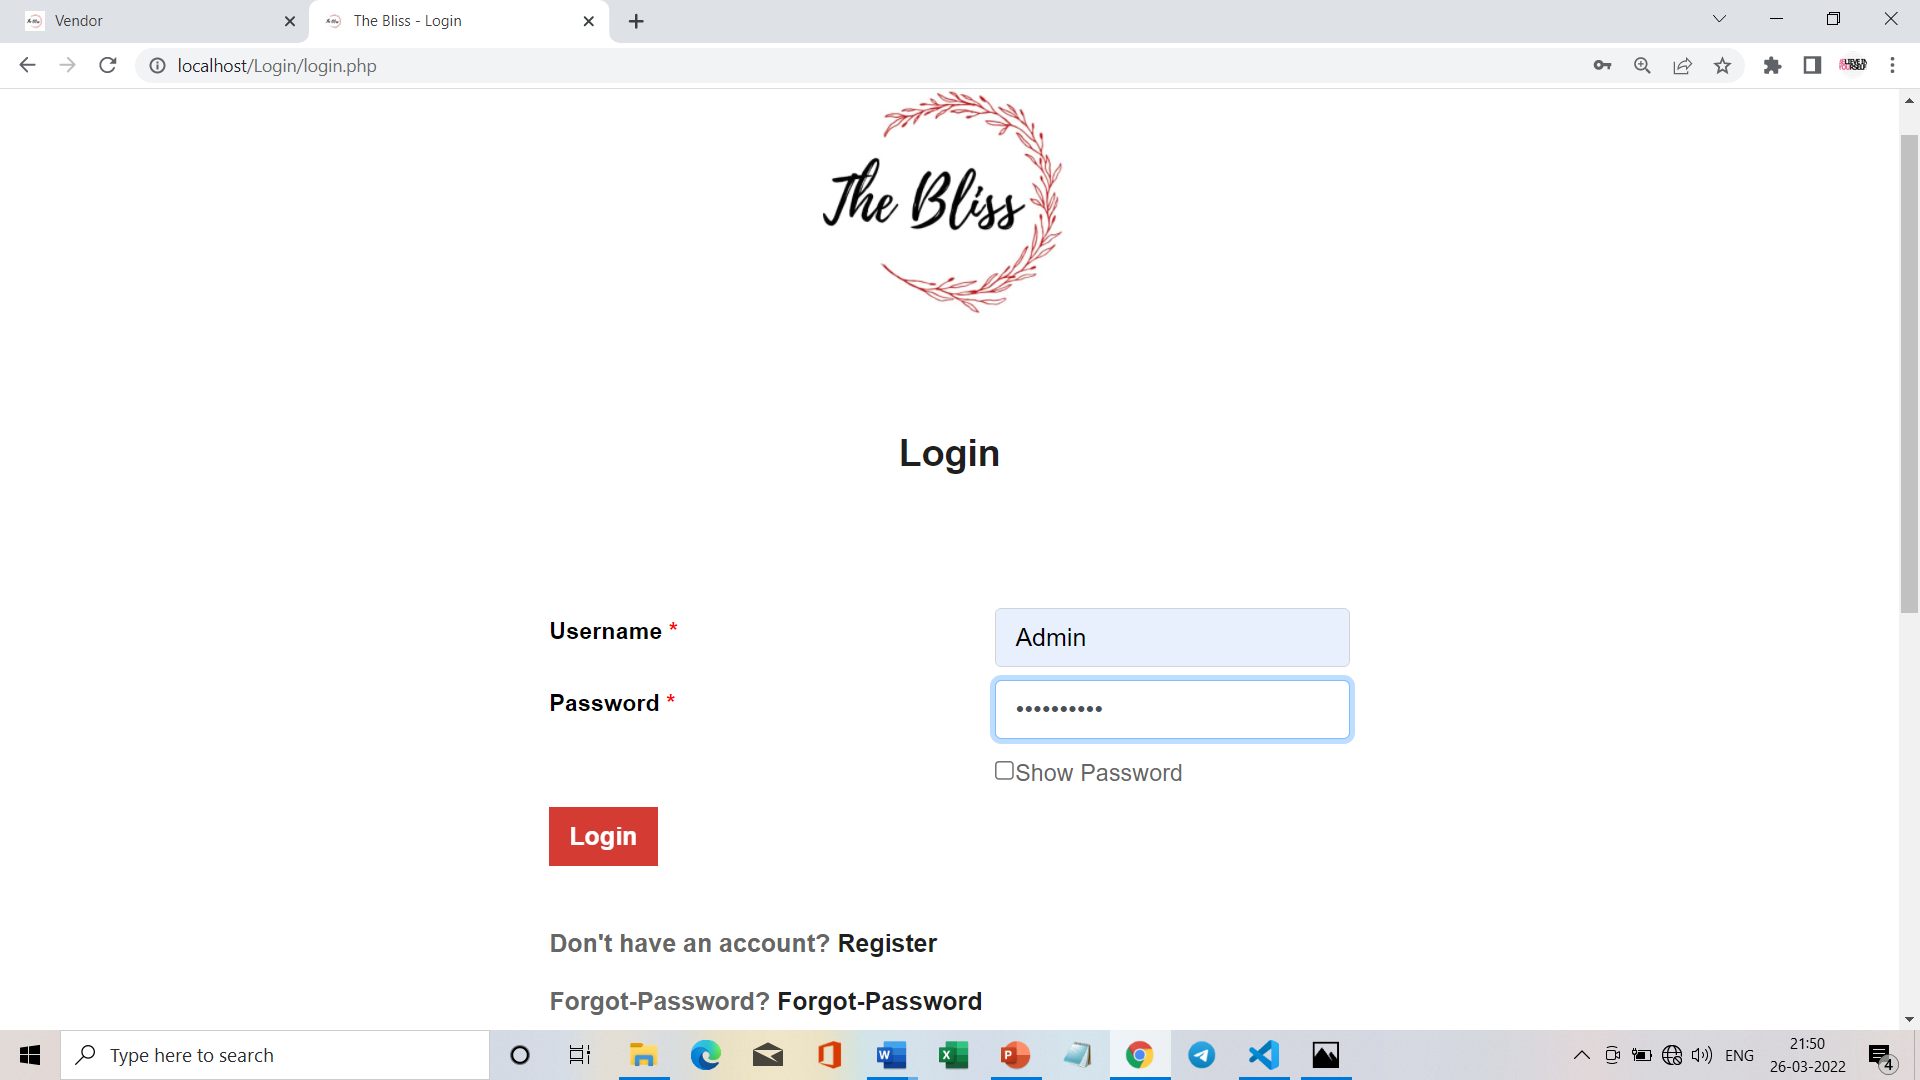 Vendor
The Bliss - Login
localhost/Login/login.php
The Bliss
Login
Username *
Admin
Password *
••••••••••
Show Password
Login
Don't have an account? Register
Forgot-Password? Forgot-Password
Type here to search
ENG
21:50
26-03-2022
4